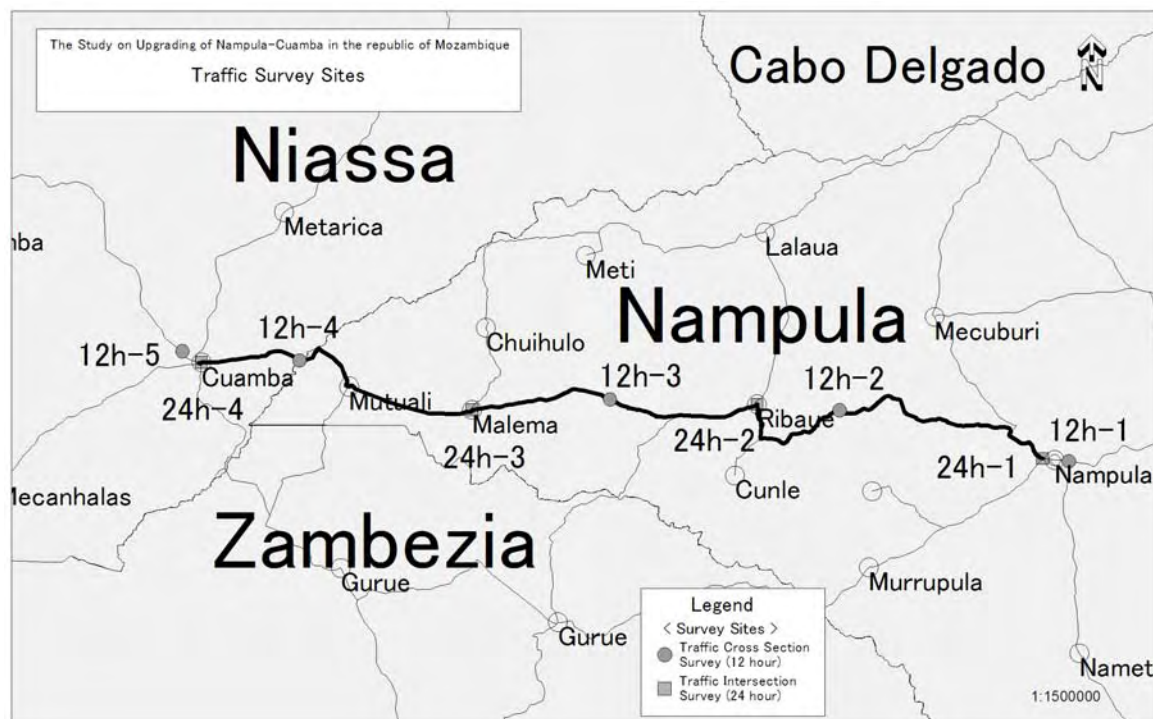 The Study on Upgrading of Nampula-Cuamba in the republic of Mozambique
Traffic Survey Sites
Cabo Delgado
N
Niassa
Metarica
Lalaua
nba
Meti
Nampula
Mecuburi
Chuihulo
12h-4
12h-5
Cuamba
12h-3
12h-2
Mutuali
24h-4
Malema
Ribaue
24h-2
12h-1
24h-3
24h-1
Nampula
Cunle
Mecanhalas
Zambezia
Gurue
Murrupula
Gurue
Namet
Legend
< Survey Sites >
Traffic Cross Section
Survey (12 hour)
Traffic Intersection
Survey (24 hour)
1:1500000